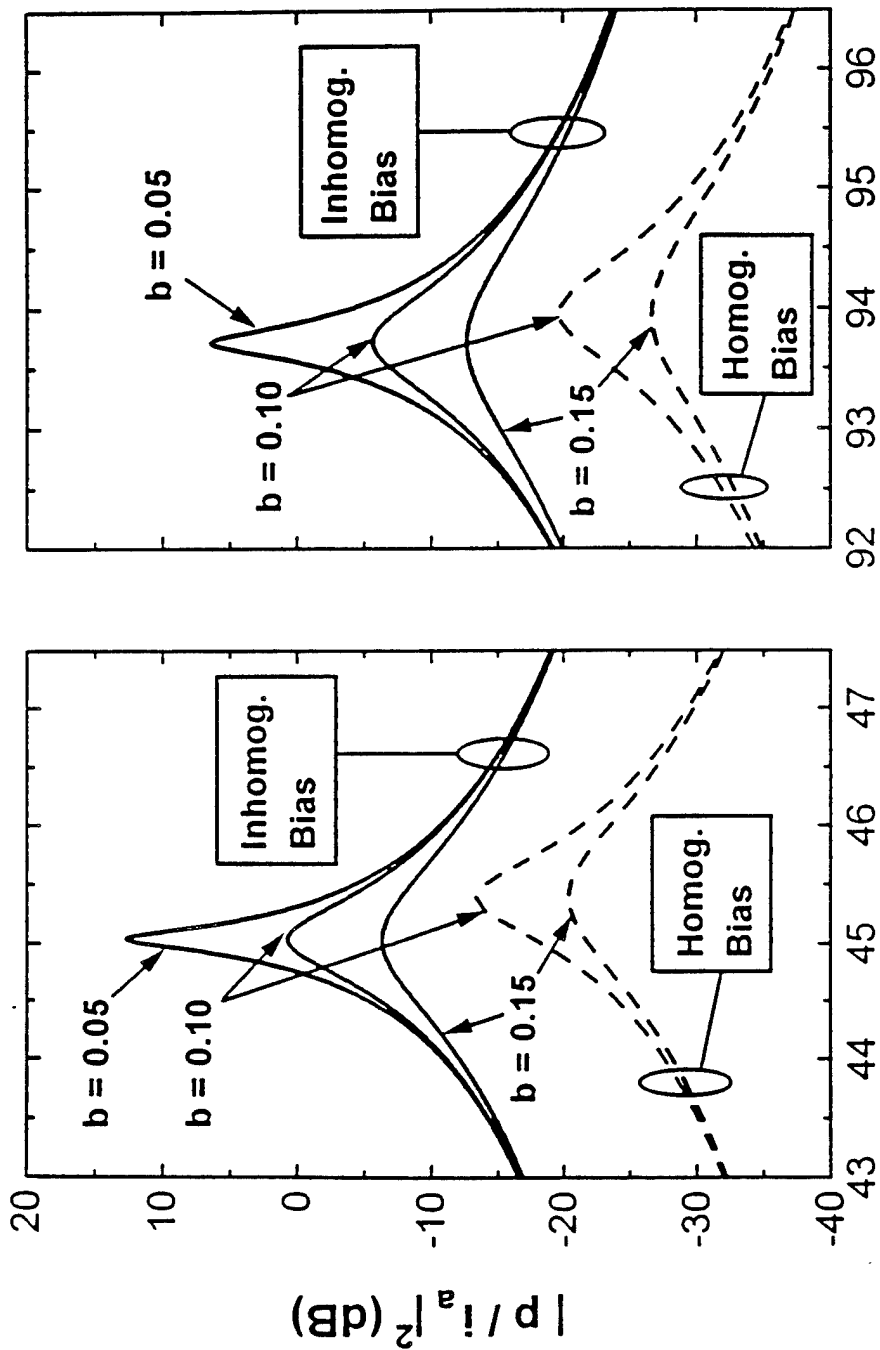 | p / i_a |^2 (dB)
20
10
0
-10
-20
-30
-40
43
44
45
46
47
b = 0.05
b = 0.10
b = 0.15
Inhomog.
Bias
Homog.
Bias
92
93
94
95
96
b = 0.05
b = 0.10
b = 0.15
Inhomog.
Bias
Homog.
Bias